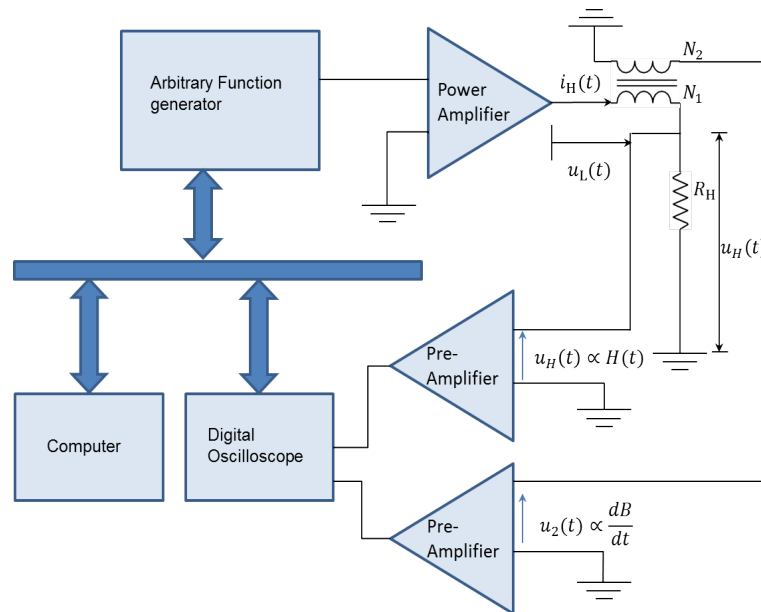 Arbitrary Function
generator
Power
Amplifier
i_H(t)
N_2
N_1
u_L(t)
R_H
u_H(t)
Pre-
Amplifier
u_H(t) ∝ H(t)
Computer
Digital
Oscilloscope
Pre-
Amplifier
u_2(t) ∝ dB/dt